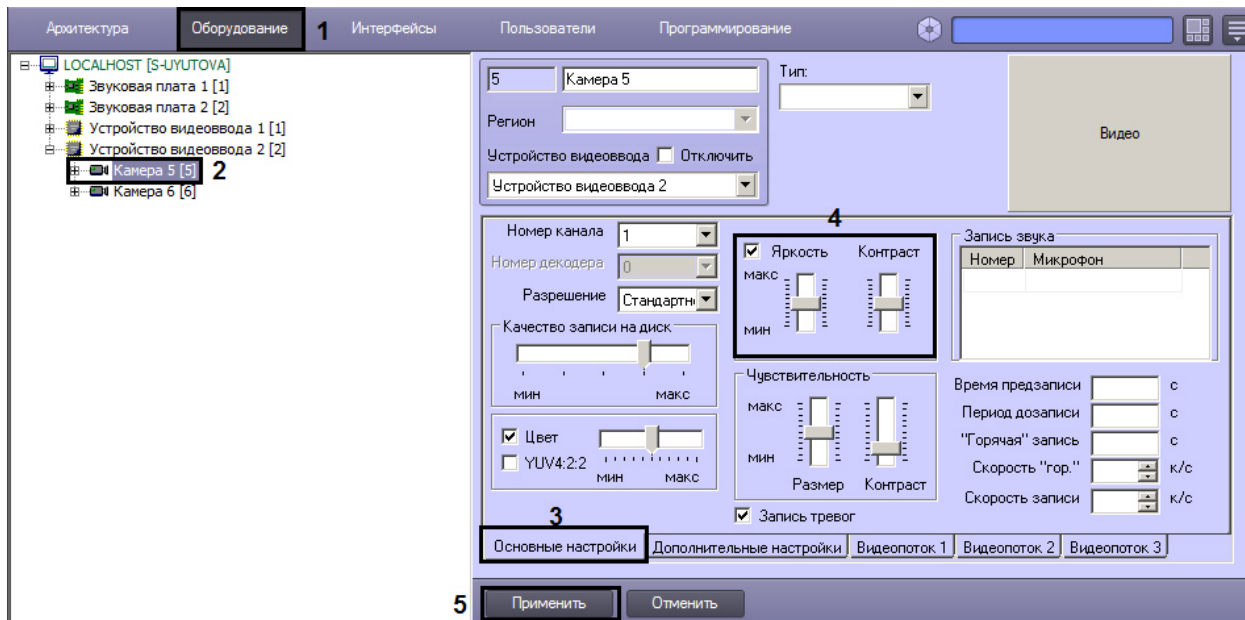 Архитектура Оборудование 1 Интерфейсы Пользователи Программирование
LOCALHOST [S-UYUTOVA]
Звуковая плата 1 [1]
Звуковая плата 2 [2]
Устройство видеоввода 1 [1]
Устройство видеоввода 2 [2]
Камера 5 [5] 2
Камера 6 [6]
5 Камера 5
Тип:
Регион
Устройство видеоввода Отключить
Устройство видеоввода 2
Видео
Номер канала 1
Номер декодера 0
Разрешение Стандартн
Качество записи на диск
мин макс
Цвет
YUV4:2:2
мин макс
4
Яркость Контраст
макс
мин
Чувствительность
макс
мин
Размер Контраст
Запись тревог
Запись звука
Номер Микрофон
Время предзаписи с
Период дозаписи с
"Горячая" запись с
Скорость "гор." к/с
Скорость записи к/с
3
Основные настройки Дополнительные настройки Видеопоток 1 Видеопоток 2 Видеопоток 3
5 Применить Отменить